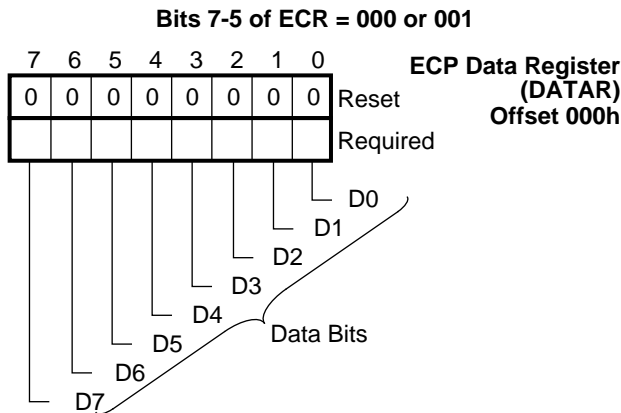 Bits 7-5 of ECR = 000 or 001
7 6 5 4 3 2 1 0
ECP Data Register
(DATAR)
Offset 000h
0 0 0 0 0 0 0 0 Reset
Required
D0
D1
D2
D3
D4
Data Bits
D5
D6
D7